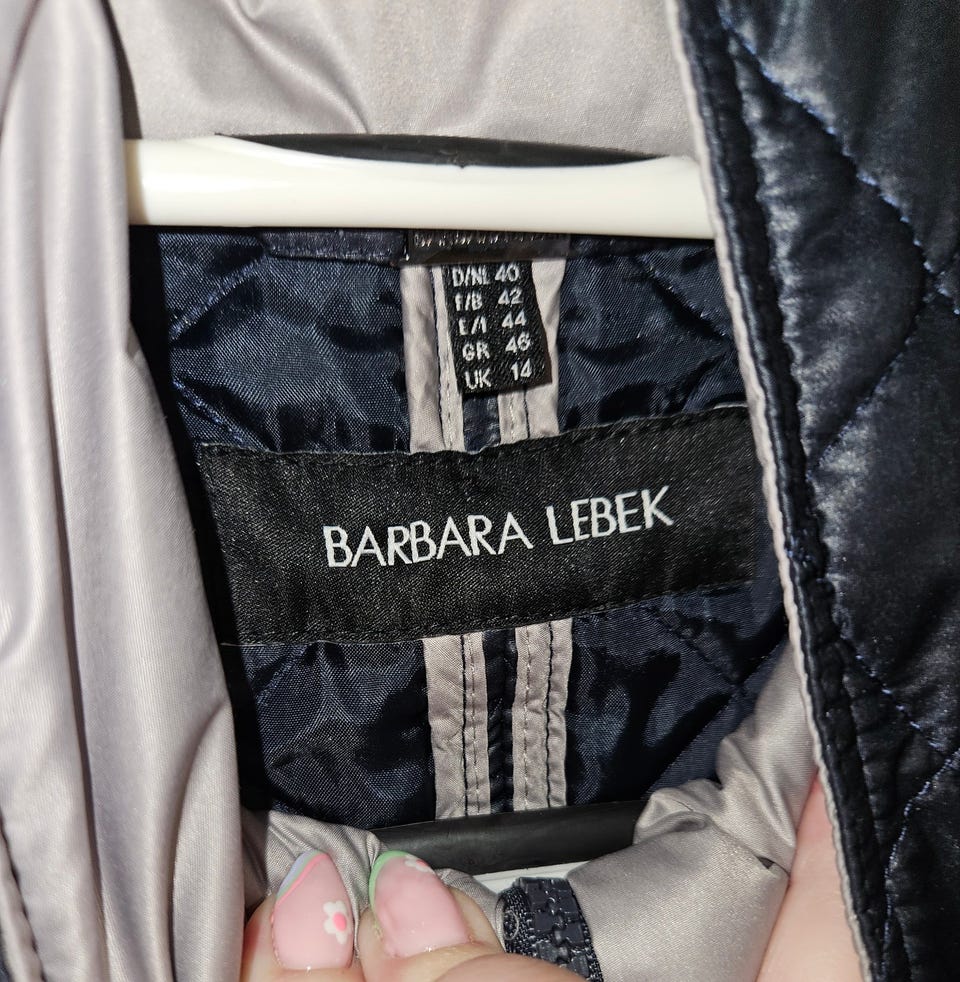 D/NL 40
F/B 42
E/I 44
GR 46
UK 14
BARBARA LEBEK